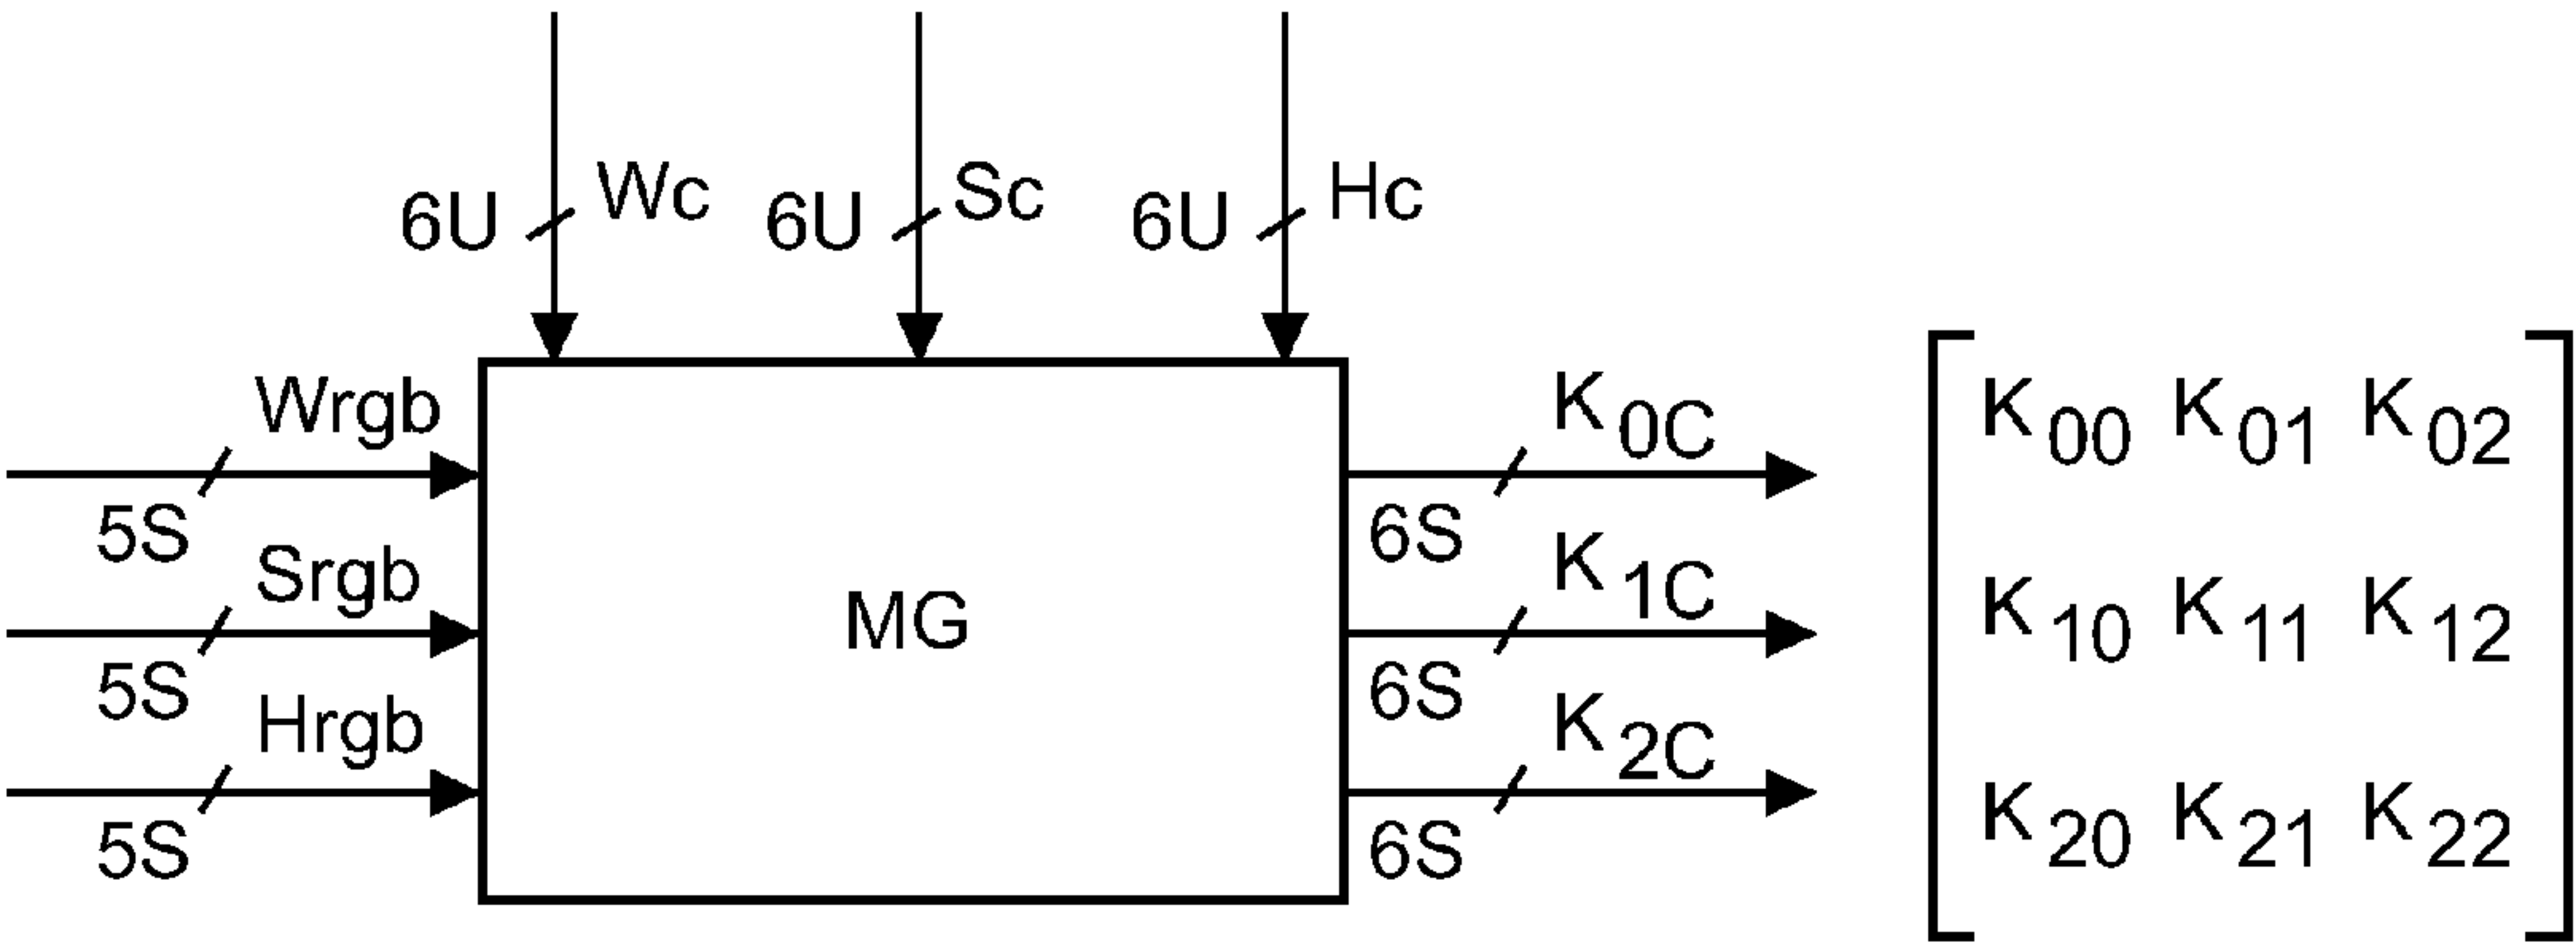 6U Wc 6U Sc 6U Hc
Wrgb K0C K00 K01 K02
5S 6S
Srgb K1C K10 K11 K12
MG
5S 6S
Hrgb K2C K20 K21 K22
5S 6S